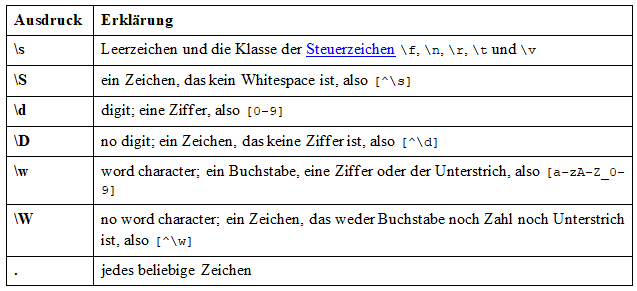 Ausdruck Erklärung
\s Leerzeichen und die Klasse der Steuerzeichen \f, \n, \r, \t und \v
\S ein Zeichen, das kein Whitespace ist, also [^\s]
\d digit; eine Ziffer, also [0-9]
\D no digit; ein Zeichen, das keine Ziffer ist, also [^\d]
\w word character; ein Buchstabe, eine Ziffer oder der Unterstrich, also [a-zA-Z_0-
9]
\W no word character; ein Zeichen, das weder Buchstabe noch Zahl noch Unterstrich
ist, also [^\w]
. jedes beliebige Zeichen